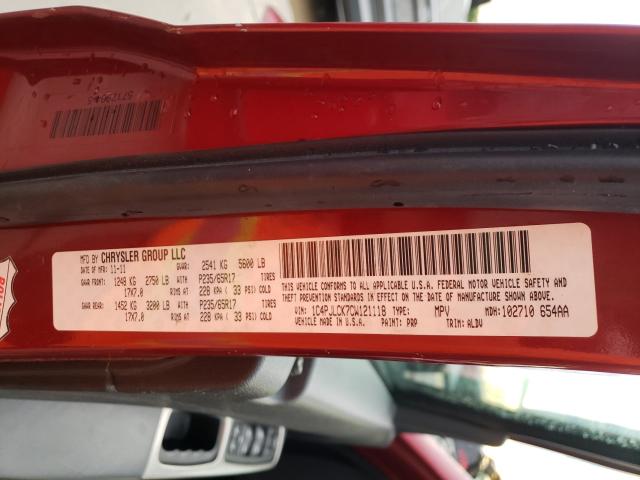 MFD BY CHRYSLER GROUP LLC
DATE OF MFR: 11-11 GVWR: 2541 KG 5600 LB
GAWR FRONT: 1248 KG 2750 LB P235/65R17 TIRES
17X7.0 RIMS AT 228 KPA ( 33 PSI) COLD
GAWR REAR: 1452 KG 3200 LB P235/65R17 TIRES
17X7.0 RIMS AT 228 KPA ( 33 PSI) COLD
THIS VEHICLE CONFORMS TO ALL APPLICABLE U.S.A. FEDERAL MOTOR VEHICLE SAFETY AND
THEFT PREVENTION STANDARDS IN EFFECT ON THE DATE OF MANUFACTURE SHOWN ABOVE.
VIN: 1C4PJLCK7CW121118 TYPE: MPV MDH: 102710 654AA
VEHICLE MADE IN U.S.A. PAINT: PRP TRIM: ALDV